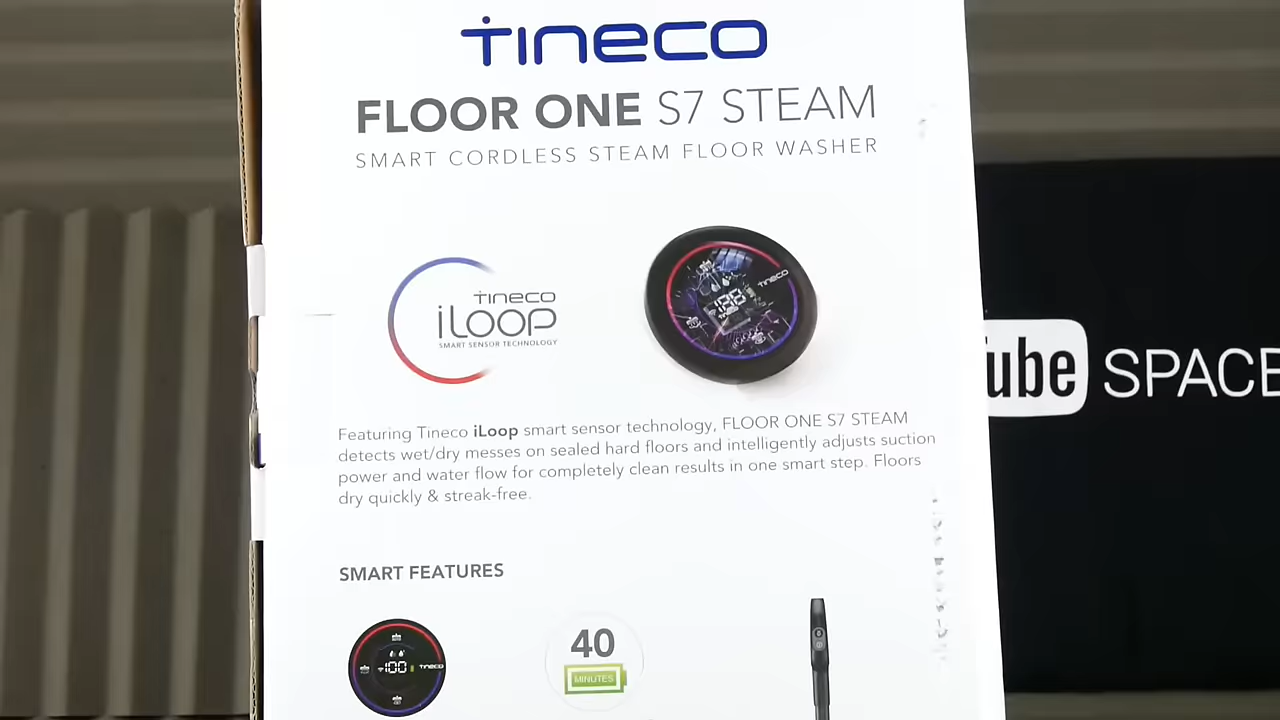 TINECO
FLOOR ONE S7 STEAM
SMART CORDLESS STEAM FLOOR WASHER
TINECO
iLOOP
SMART SENSOR TECHNOLOGY
TINECO
Featuring Tineco iLoop smart sensor technology, FLOOR ONE S7 STEAM
detects wet/dry messes on sealed hard floors and intelligently adjusts suction
power and water flow for completely clean results in one smart step. Floors
dry quickly & streak-free.
ube SPACE
SMART FEATURES
100
TINECO
40
MINUTES